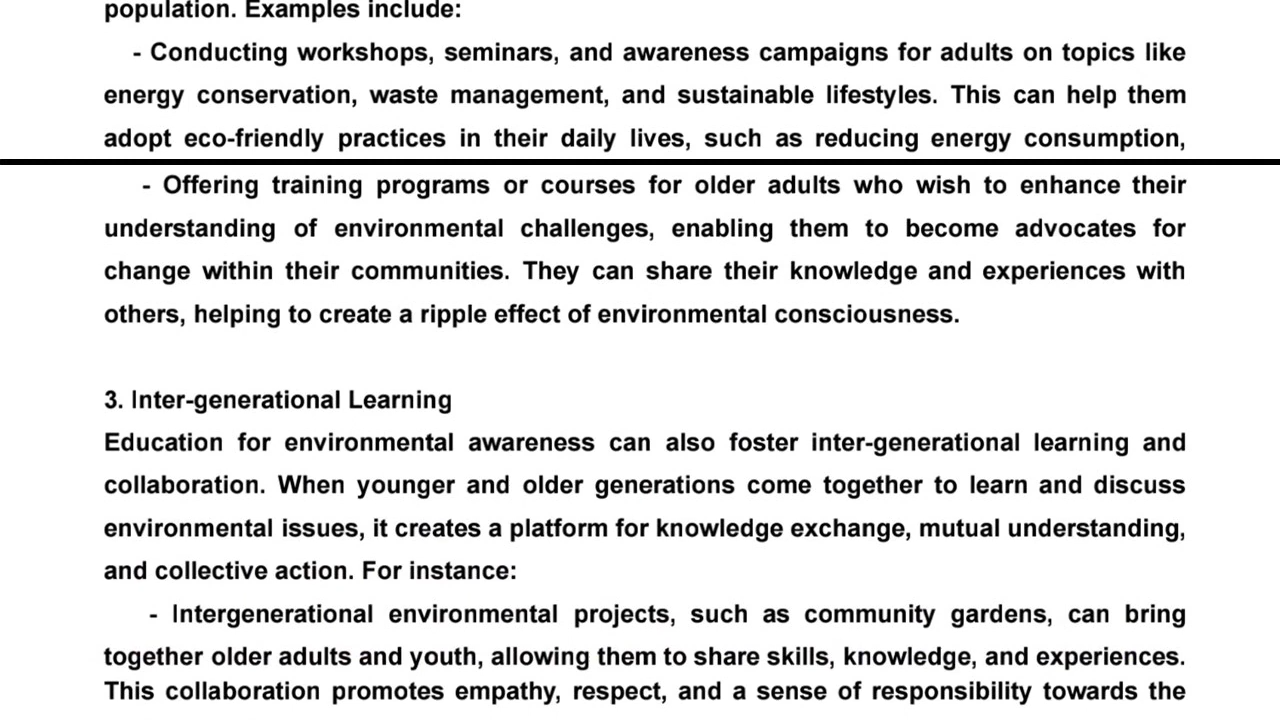 population. Examples include:
- Conducting workshops, seminars, and awareness campaigns for adults on topics like
energy conservation, waste management, and sustainable lifestyles. This can help them
adopt eco-friendly practices in their daily lives, such as reducing energy consumption,
- Offering training programs or courses for older adults who wish to enhance their
understanding of environmental challenges, enabling them to become advocates for
change within their communities. They can share their knowledge and experiences with
others, helping to create a ripple effect of environmental consciousness.
3. Inter-generational Learning
Education for environmental awareness can also foster inter-generational learning and
collaboration. When younger and older generations come together to learn and discuss
environmental issues, it creates a platform for knowledge exchange, mutual understanding,
and collective action. For instance:
- Intergenerational environmental projects, such as community gardens, can bring
together older adults and youth, allowing them to share skills, knowledge, and experiences.
This collaboration promotes empathy, respect, and a sense of responsibility towards the